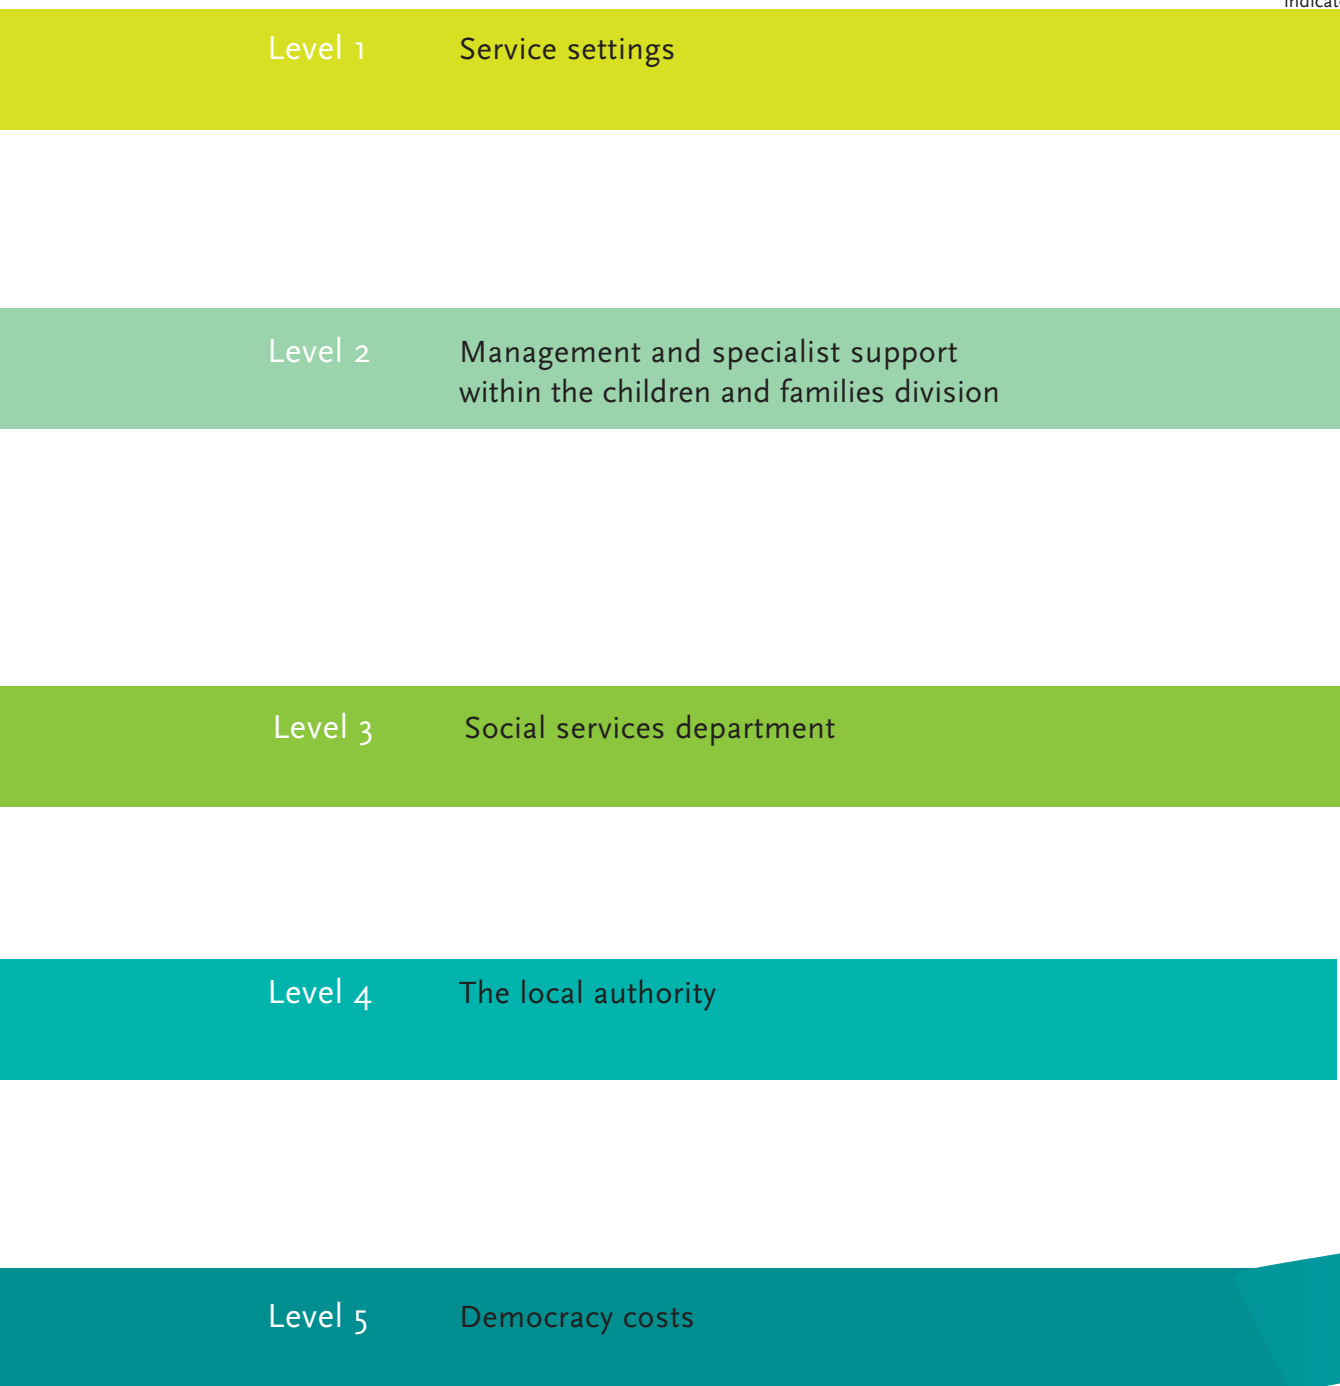 Level 1 Service settings
Level 2 Management and specialist support
within the children and families division
Level 3 Social services department
Level 4 The local authority
Level 5 Democracy costs